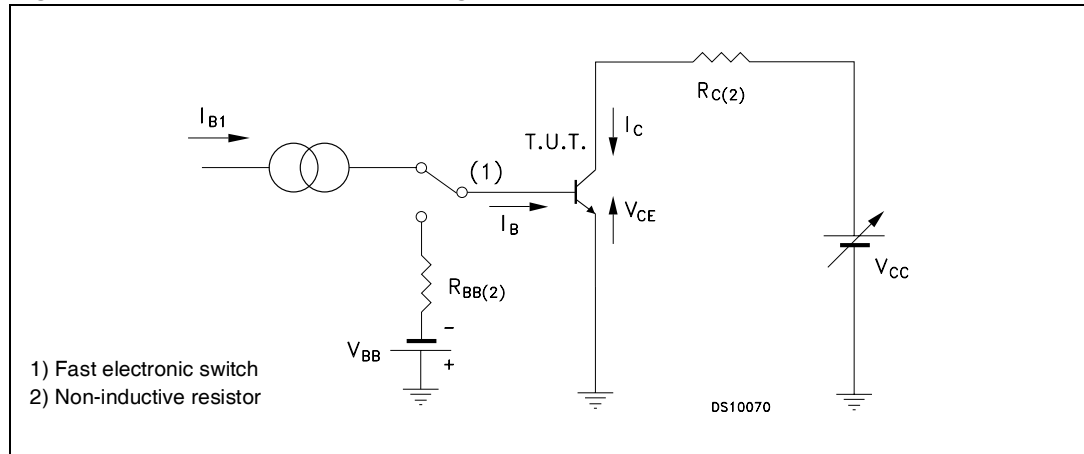 R_C(2)
I_B1
I_C
T.U.T.
(1)
V_CE
I_B
R_BB(2)
V_CC
-
V_BB
+
1) Fast electronic switch
2) Non-inductive resistor
DS10070